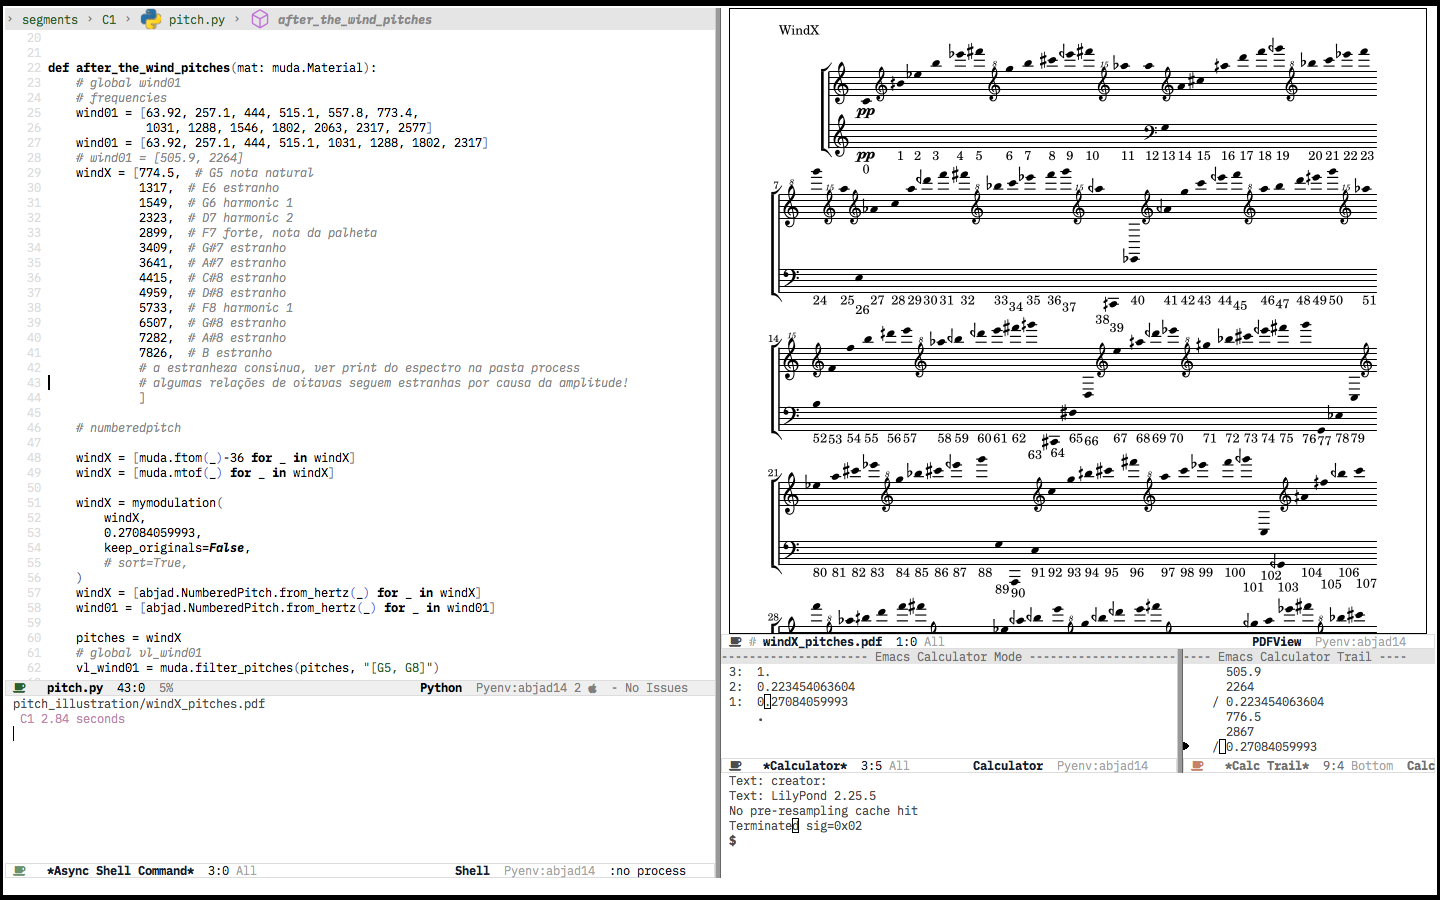 › segments › C1 › pitch.py › after_the_wind_pitches
20
21
22 def after_the_wind_pitches(mat: muda.Material):
23 # global wind01
24 # frequencies
25 wind01 = [63.92, 257.1, 444, 515.1, 557.8, 773.4,
26 1031, 1288, 1546, 1802, 2063, 2317, 2577]
27 wind01 = [63.92, 257.1, 444, 515.1, 1031, 1288, 1802, 2317]
28 # wind01 = [505.9, 2264]
29 windX = [774.5, # G5 nota natural
30 1317, # E6 estranho
31 1549, # G6 harmonic 1
32 2323, # D7 harmonic 2
33 2899, # F7 forte, nota da palheta
34 3409, # G#7 estranho
35 3641, # A#7 estranho
36 4415, # C#8 estranho
37 4959, # D#8 estranho
38 5733, # F8 harmonic 1
39 6507, # G#8 estranho
40 7282, # A#8 estranho
41 7826, # B estranho
42 # a estranheza consinua, ver print do espectro na pasta process
43 # algumas relações de oitavas seguem estranhas por causa da amplitude!
44 ]
45
46 # numberedpitch
47
48 windX = [muda.ftom(_)-36 for _ in windX]
49 windX = [muda.mtof(_) for _ in windX]
50
51 windX = mymodulation(
52 windX,
53 0.27084059993,
54 keep_originals=False,
55 # sort=True,
56 )
57 windX = [abjad.NumberedPitch.from_hertz(_) for _ in windX]
58 wind01 = [abjad.NumberedPitch.from_hertz(_) for _ in wind01]
59
60 pitches = windX
61 # global vl_wind01
62 vl_wind01 = muda.filter_pitches(pitches, "[G5, G8]")
pitch.py 43:0 5% Python Pyenv:abjad14 2 - No Issues
pitch_illustration/windX_pitches.pdf
C1 2.84 seconds
*Async Shell Command* 3:0 All Shell Pyenv:abjad14 :no process
WindX
8 15 8
pp
pp 1 2 3 4 5 6 7 8 9 10 11 12 13 14 15 16 17 18 19 20 21 22 23
0
7 8 15 8 15 8 15
24 25 26 27 28 29 30 31 32 33 34 35 36 37 38 39 40 41 42 43 44 45 46 47 48 49 50 51
14 15 8 8 8
52 53 54 55 56 57 58 59 60 61 62 63 64 65 66 67 68 69 70 71 72 73 74 75 76 77 78 79
21 8 8
80 81 82 83 84 85 86 87 88 89 90 91 92 93 94 95 96 97 98 99 100 101 102 103 104 105 106 107
28 8 8 8
# windX_pitches.pdf 1:0 All PDFView Pyenv:abjad14
--------------------- Emacs Calculator Mode ---------------------
3: 1.
2: 0.223454063604
1: 0.27084059993
.
*Calculator* 3:5 All Calculator Pyenv:abjad14
---- Emacs Calculator Trail ----
505.9
2264
/ 0.223454063604
776.5
2867
/ 0.27084059993
*Calc Trail* 9:4 Bottom Calc
Text: creator:
Text: LilyPond 2.25.5
No pre-resampling cache hit
Terminated sig=0x02
$